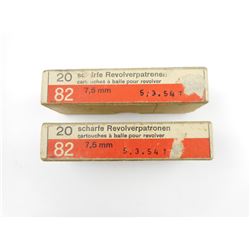 20 scharfe Revolverpatronen
cartouches à balle pour revolver
82 7,5 mm 5.3.54 T
20 scharfe Revolverpatronen
cartouches à balle pour revolver
82 7,5 mm 5.3.54 T